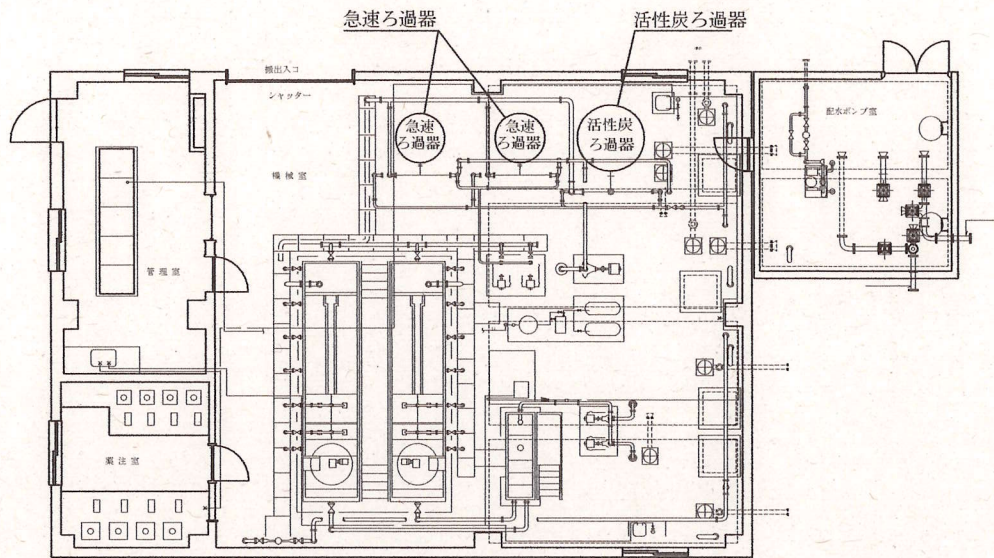 急速ろ過器
活性炭ろ過器
搬出入口
シャッター
急速
ろ過器
急速
ろ過器
活性炭
ろ過器
配水ポンプ室
機械室
管理室
薬注室